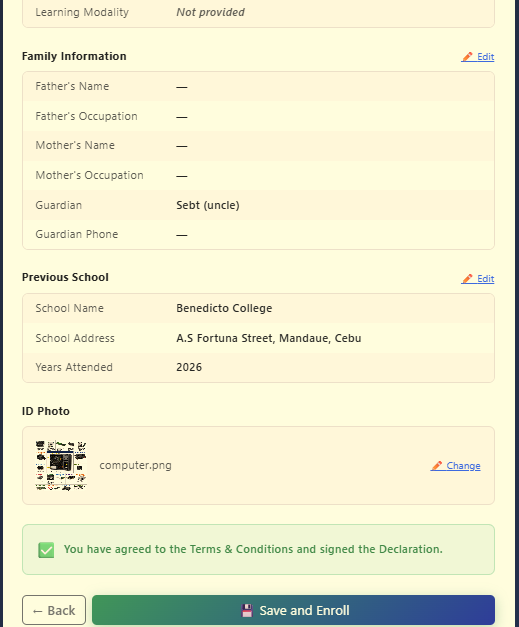 Learning Modality Not provided
Family Information Edit
Father's Name —
Father's Occupation —
Mother's Name —
Mother's Occupation —
Guardian Sebt (uncle)
Guardian Phone —
Previous School Edit
School Name Benedicto College
School Address A.S Fortuna Street, Mandaue, Cebu
Years Attended 2026
ID Photo
computer.png Change
You have agreed to the Terms & Conditions and signed the Declaration.
← Back Save and Enroll